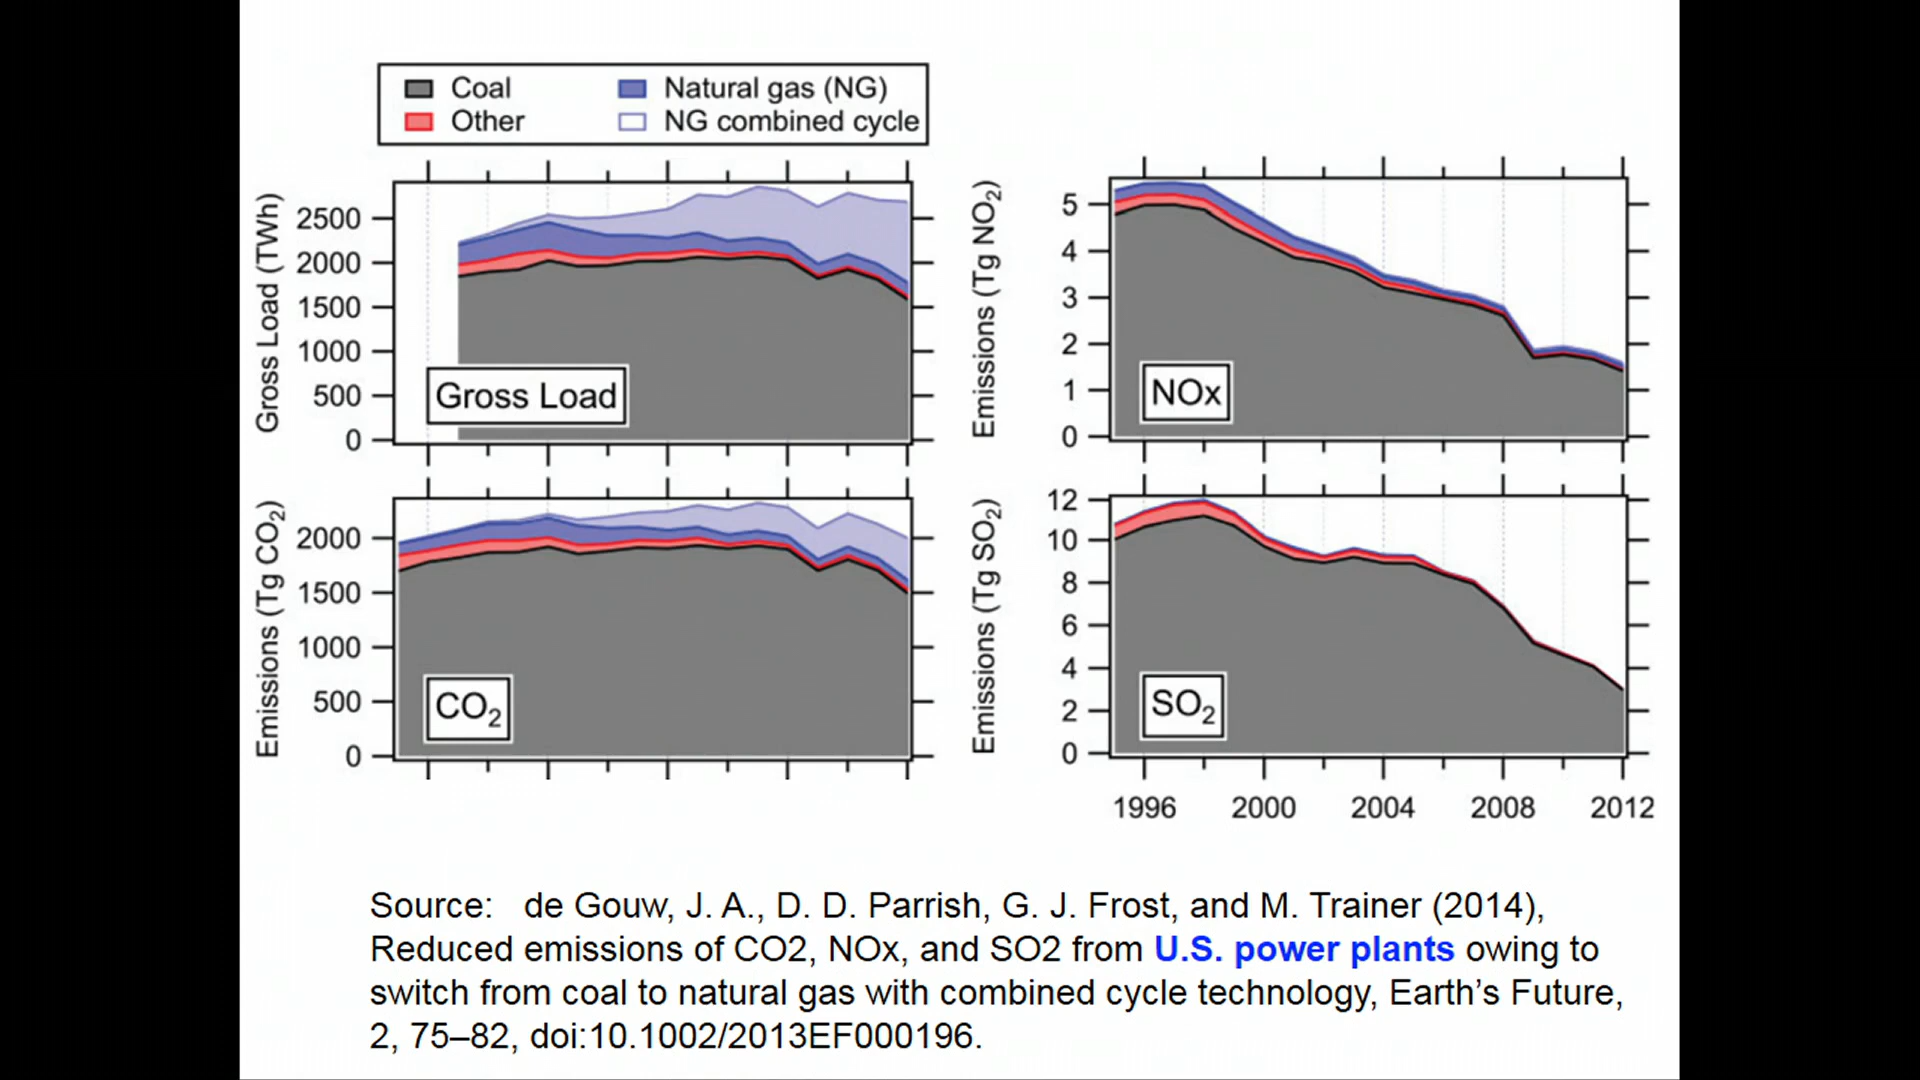 Coal
Natural gas (NG)
Other
NG combined cycle
Gross Load (TWh)
2500
2000
1500
1000
500
0
Gross Load
Emissions (Tg NO₂)
5
4
3
2
1
0
NOx
Emissions (Tg CO₂)
2000
1500
1000
500
0
CO₂
Emissions (Tg SO₂)
12
10
8
6
4
2
0
SO₂
1996 2000 2004 2008 2012
Source: de Gouw, J. A., D. D. Parrish, G. J. Frost, and M. Trainer (2014),
Reduced emissions of CO2, NOx, and SO2 from U.S. power plants owing to
switch from coal to natural gas with combined cycle technology, Earth’s Future,
2, 75–82, doi:10.1002/2013EF000196.